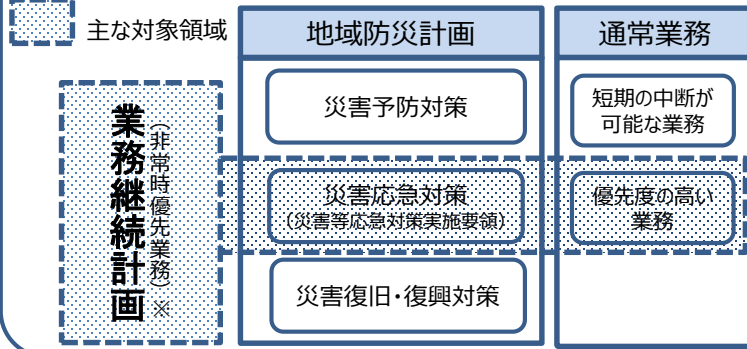 主な対象領域
地域防災計画
通常業務
業務継続計画
（非常時優先業務）※
災害予防対策
短期の中断が
可能な業務
災害応急対策
（災害等応急対策実施要領）
優先度の高い
業務
災害復旧・復興対策